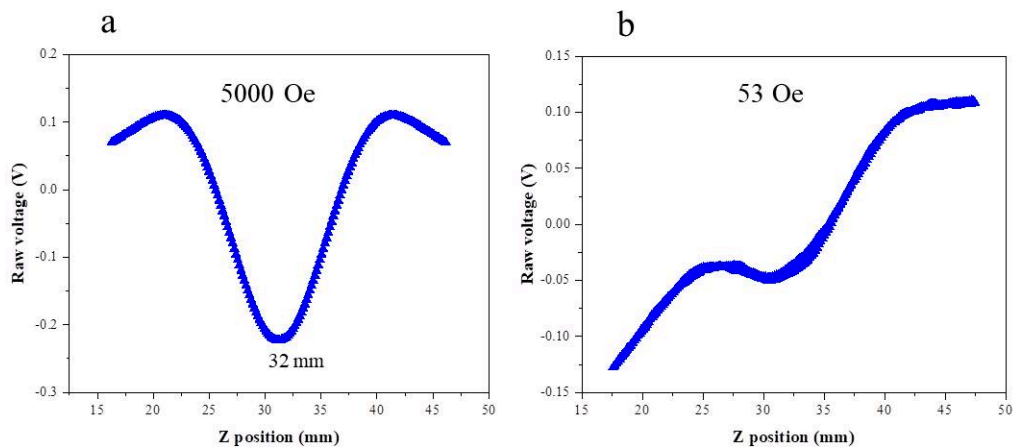 a
0.2
0.1
0.0
-0.1
-0.2
-0.3
Raw voltage (V)
5000 Oe
32 mm
15 20 25 30 35 40 45 50
Z position (mm)
b
0.15
0.10
0.05
0.00
-0.05
-0.10
-0.15
Raw voltage (V)
53 Oe
15 20 25 30 35 40 45 50
Z position (mm)